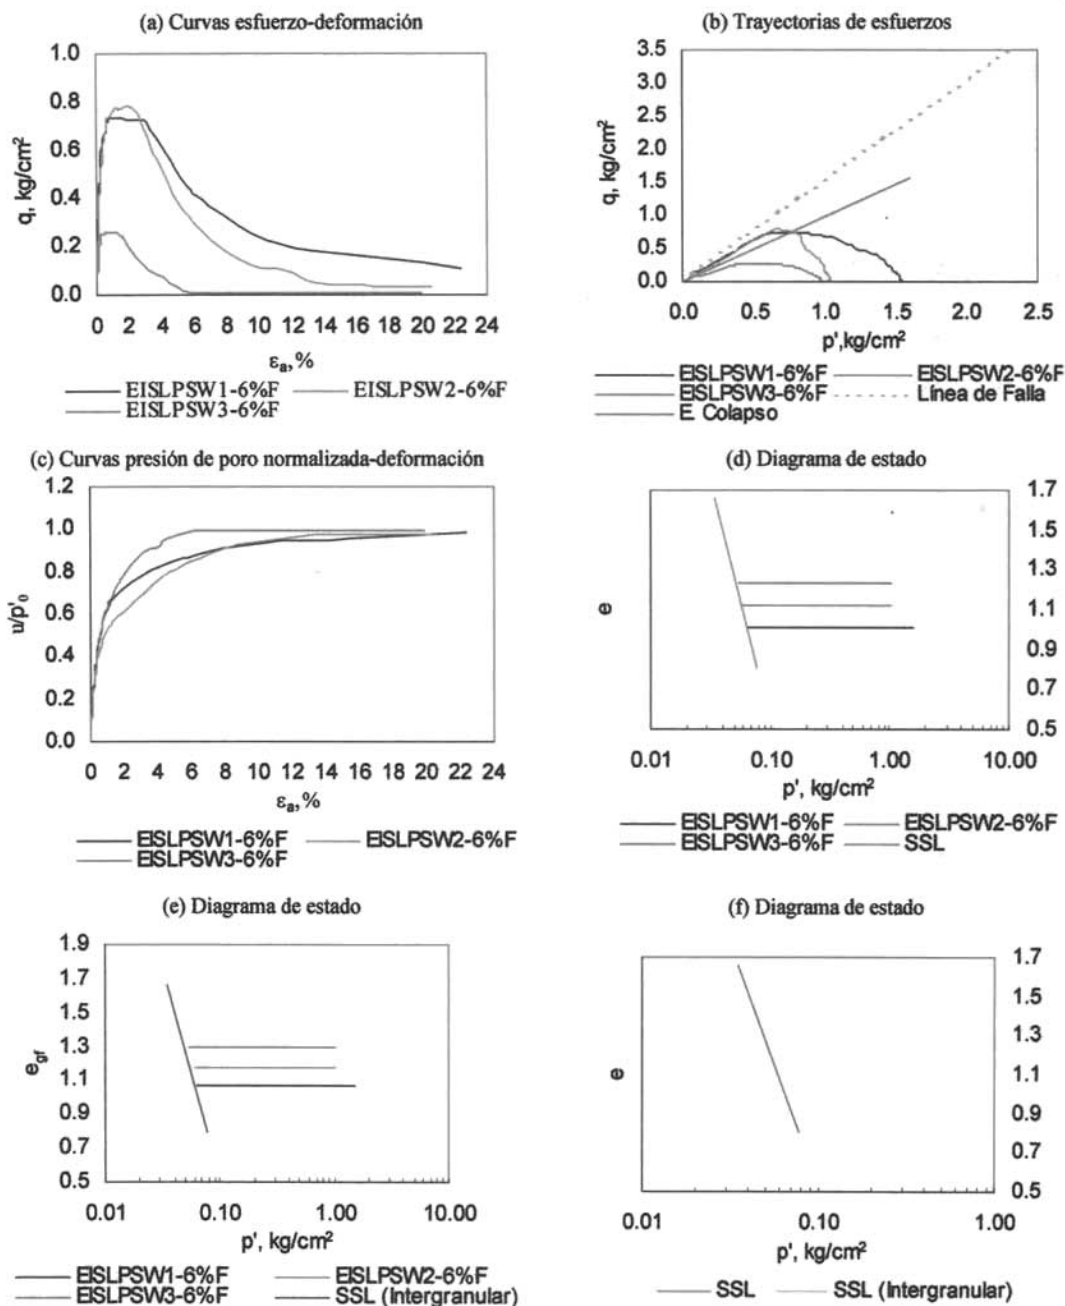 (a) Curvas esfuerzo-deformación
1.0
0.8
0.6
0.4
0.2
0.0
q, kg/cm²
0 2 4 6 8 10 12 14 16 18 20 22 24
εa, %
EISLPSW1-6%F EISLPSW2-6%F
EISLPSW3-6%F
(b) Trayectorias de esfuerzos
3.5
3.0
2.5
2.0
1.5
1.0
0.5
0.0
q, kg/cm²
0.0 0.5 1.0 1.5 2.0 2.5
p',kg/cm²
EISLPSW1-6%F EISLPSW2-6%F
EISLPSW3-6%F Línea de Falla
E. Colapso
(c) Curvas presión de poro normalizada-deformación
1.2
1.0
0.8
0.6
0.4
0.2
0.0
u/p'0
0 2 4 6 8 10 12 14 16 18 20 22 24
εa, %
EISLPSW1-6%F EISLPSW2-6%F
EISLPSW3-6%F
(d) Diagrama de estado
1.7
1.5
1.3
1.1
0.9
0.7
0.5
e
0.01 0.10 1.00 10.00
p', kg/cm²
EISLPSW1-6%F EISLPSW2-6%F
EISLPSW3-6%F SSL
(e) Diagrama de estado
1.9
1.7
1.5
1.3
1.1
0.9
0.7
0.5
egf
0.01 0.10 1.00 10.00
p', kg/cm²
EISLPSW1-6%F EISLPSW2-6%F
EISLPSW3-6%F SSL (Intergranular)
(f) Diagrama de estado
1.7
1.5
1.3
1.1
0.9
0.7
0.5
e
0.01 0.10 1.00
p', kg/cm²
SSL SSL (Intergranular)